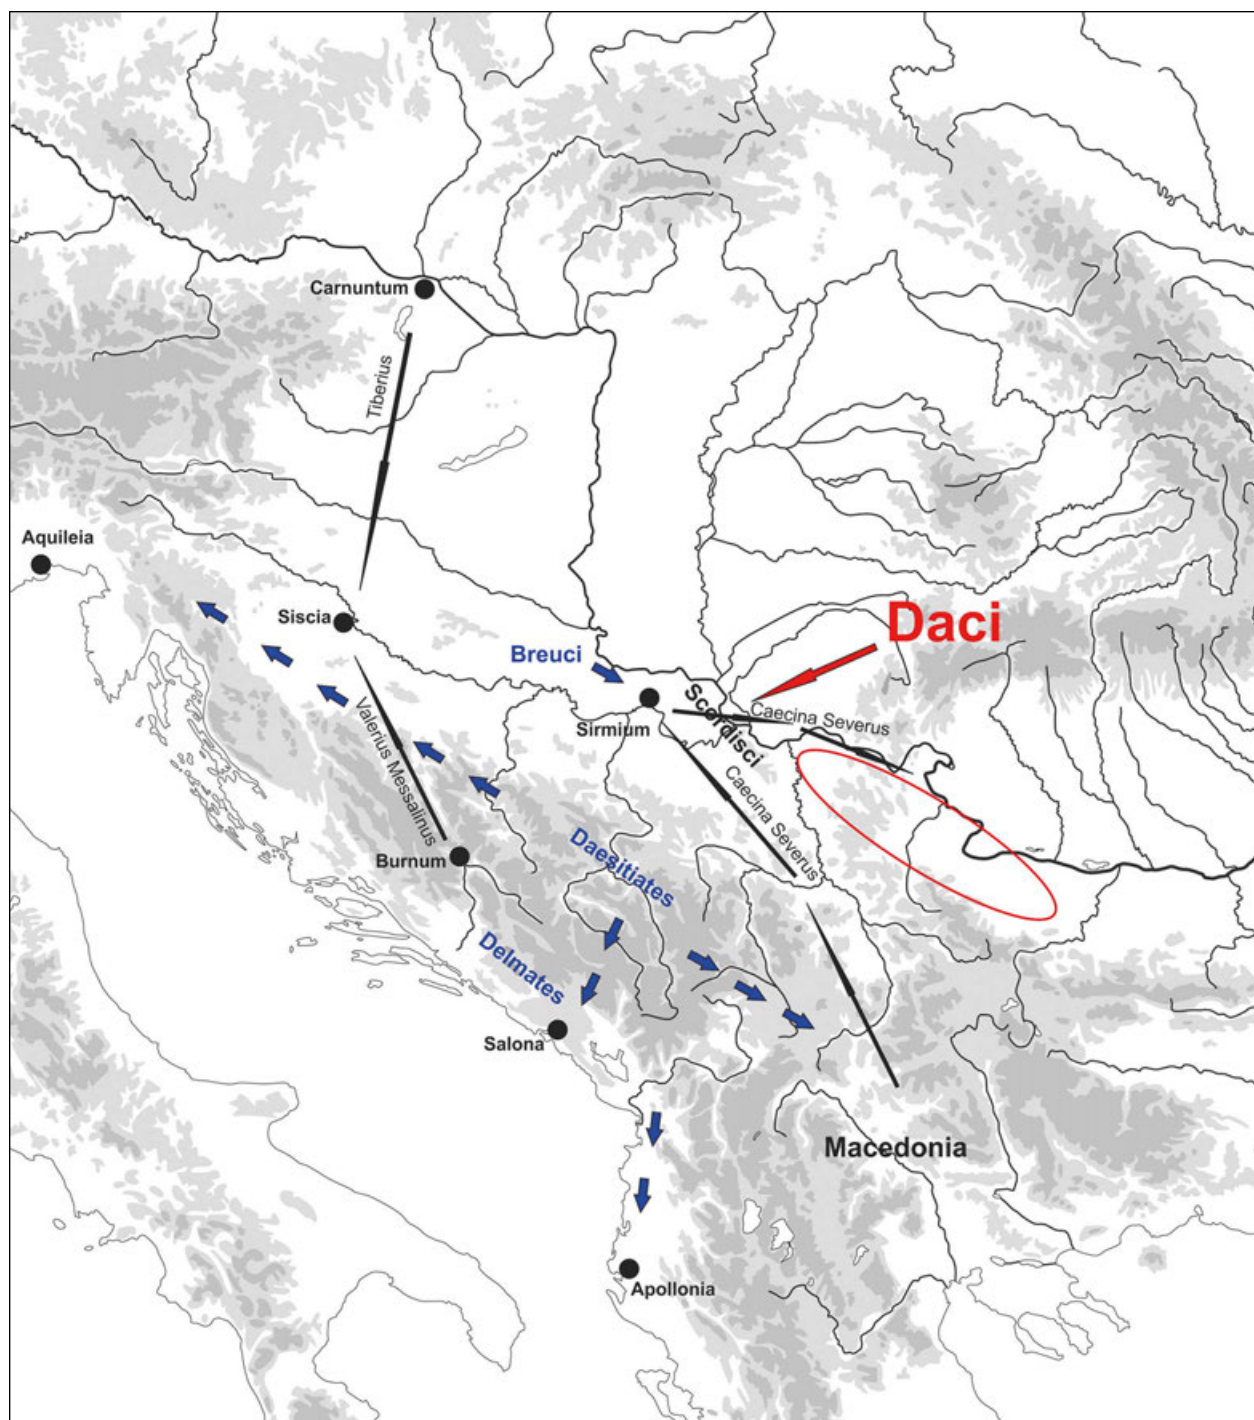 Carnuntum
Tiberius
Aquileia
Siscia
Daci
Breuci
Scordisci
Sirmium
Caecina Severus
Valerius Messalinus
Caecina Severus
Burnum
Daesitiates
Delmates
Salona
Macedonia
Apollonia